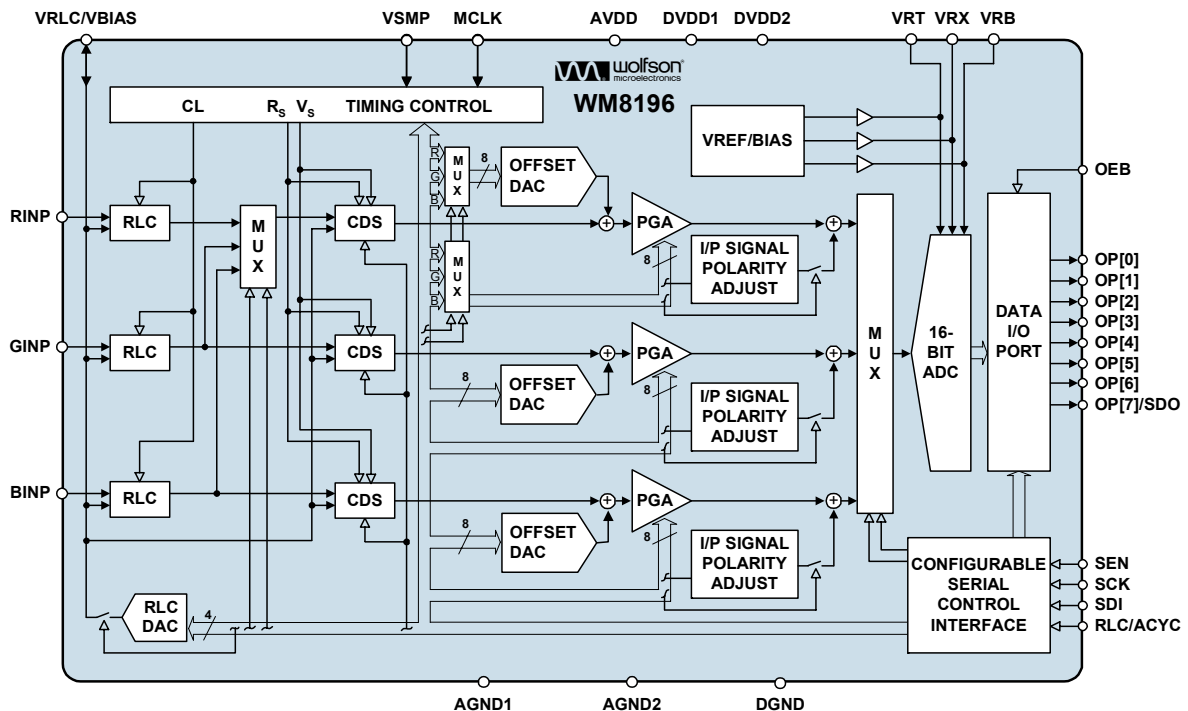 VRLC/VBIAS
VSMP
MCLK
AVDD
DVDD1
DVDD2
VRT
VRX
VRB
wolfson
microelectronics
WM8196
CL
RS
VS
TIMING CONTROL
VREF/BIAS
OEB
R
G
B
MUX
8
OFFSET
DAC
RINP
RLC
MUX
CDS
PGA
R
G
B
MUX
8
I/P SIGNAL
POLARITY
ADJUST
MUX
16-
BIT
ADC
DATA
I/O
PORT
OP[0]
OP[1]
OP[2]
OP[3]
OP[4]
OP[5]
OP[6]
OP[7]/SDO
GINP
RLC
CDS
PGA
8
OFFSET
DAC
8
I/P SIGNAL
POLARITY
ADJUST
BINP
RLC
CDS
PGA
8
OFFSET
DAC
8
I/P SIGNAL
POLARITY
ADJUST
CONFIGURABLE
SERIAL
CONTROL
INTERFACE
SEN
SCK
SDI
RLC/ACYC
RLC
DAC
4
AGND1
AGND2
DGND